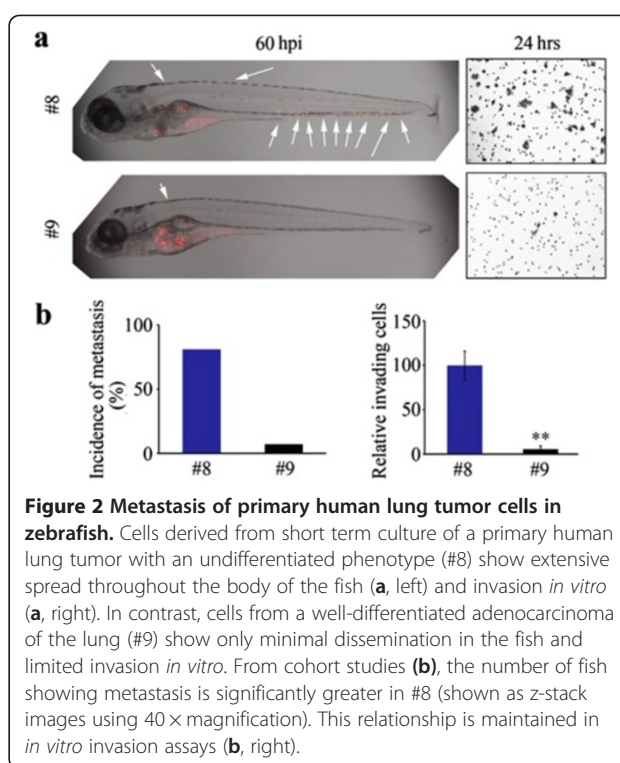 a
60 hpi
24 hrs
#8
#9
b
Incidence of metastasis
(%)
100
50
0
#8
#9
Relative invading cells
150
100
50
0
**
#8
#9
Figure 2 Metastasis of primary human lung tumor cells in
zebrafish. Cells derived from short term culture of a primary human
lung tumor with an undifferentiated phenotype (#8) show extensive
spread throughout the body of the fish (a, left) and invasion in vitro
(a, right). In contrast, cells from a well-differentiated adenocarcinoma
of the lung (#9) show only minimal dissemination in the fish and
limited invasion in vitro. From cohort studies (b), the number of fish
showing metastasis is significantly greater in #8 (shown as z-stack
images using 40 × magnification). This relationship is maintained in
in vitro invasion assays (b, right).